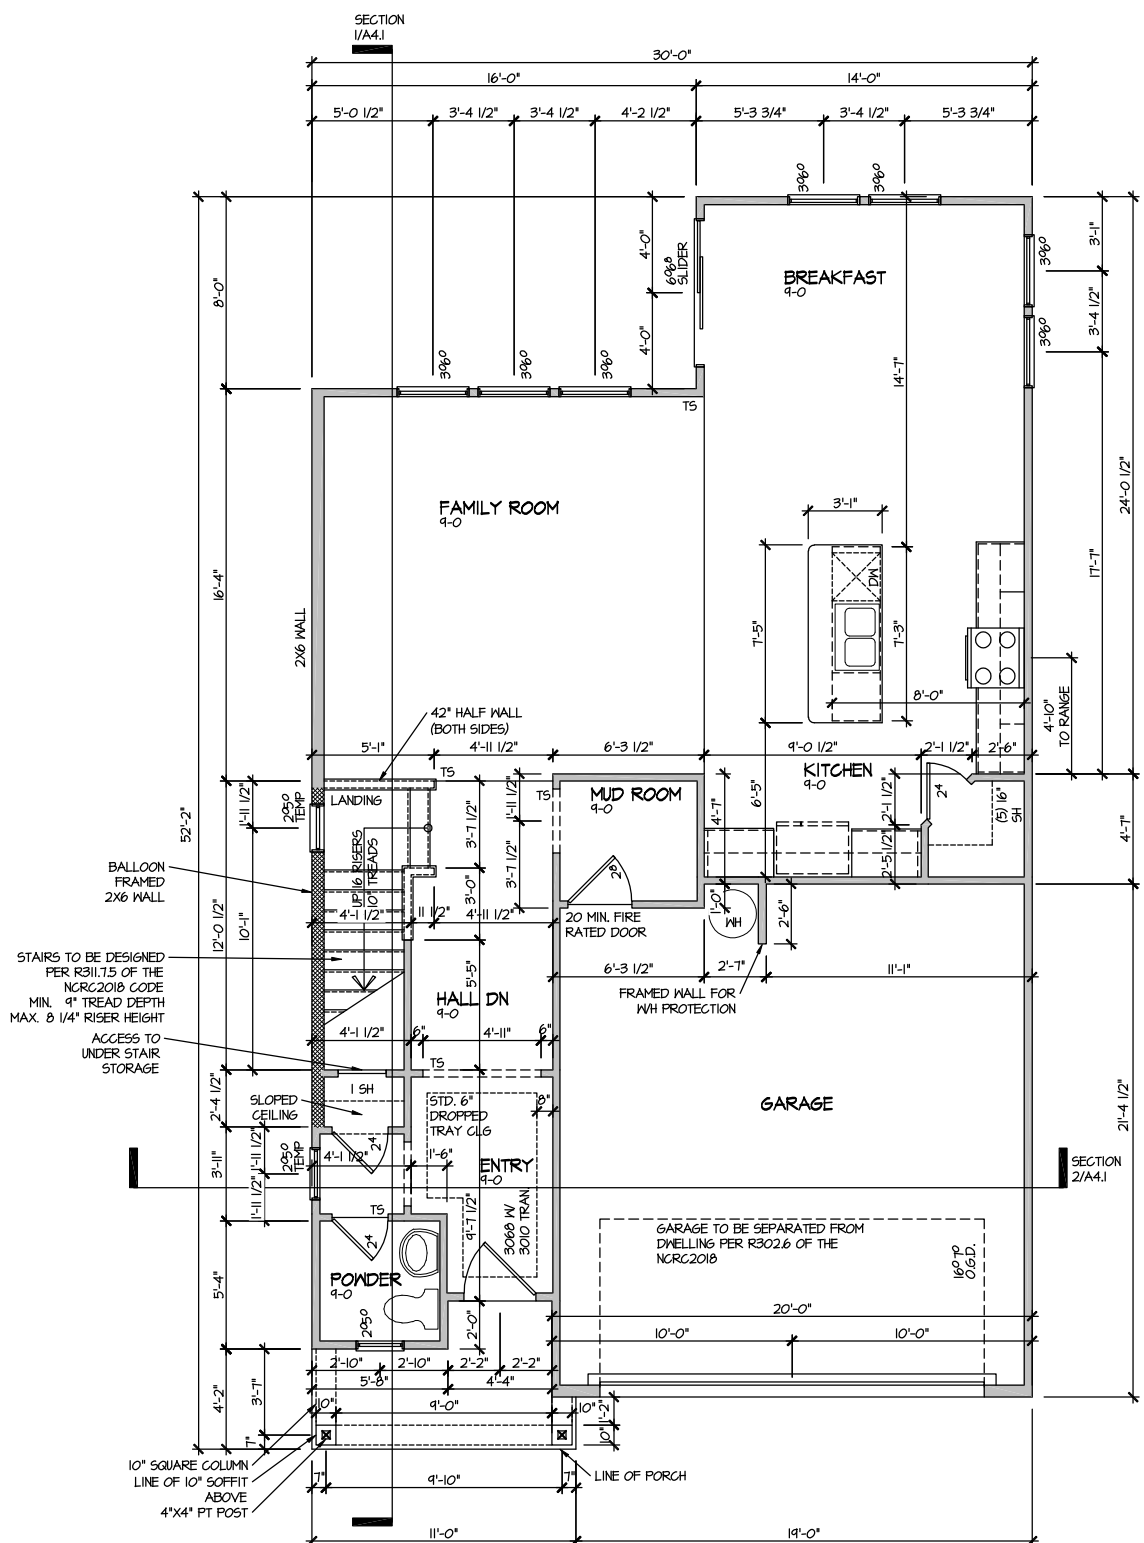 SECTION
1/A4.1
30'-0"
16'-0"
14'-0"
5'-0 1/2"
3'-4 1/2"
3'-4 1/2"
4'-2 1/2"
5'-3 3/4"
3'-4 1/2"
5'-3 3/4"
3060
3060
4'-0"
6068
SLIDER
4'-0"
8'-0"
BREAKFAST
9-0
3060
3060
3'-1"
3'-4 1/2"
3060
3060
3060
TS
14'-7"
24'-0 1/2"
17'-7"
FAMILY ROOM
9-0
3'-1"
16'-4"
2X6 WALL
DW
7'-5"
7'-3"
8'-0"
4'-10"
TO RANGE
42" HALF WALL
(BOTH SIDES)
5'-1"
4'-11 1/2"
6'-3 1/2"
9'-0 1/2"
2'-1 1/2"
2'-6"
KITCHEN
9-0
TS
TS
MUD ROOM
9-0
LANDING
2050
TEMP
1'-11 1/2"
1'-11 1/2"
3'-7 1/2"
3'-7 1/2"
3'-0"
4'-7"
6'-5"
2'-1 1/2"
2'-5 1/2"
24
(5) 16"
SH
4'-7"
52'-2"
BALLOON
FRAMED
2X6 WALL
UP 16 RISERS
10" TREADS
28
1'-0"
WH
2'-6"
4'-1 1/2"
11 1/2"
4'-11 1/2"
20 MIN. FIRE
RATED DOOR
12'-0 1/2"
10'-1"
STAIRS TO BE DESIGNED
PER R311.7.5 OF THE
NCRC2018 CODE
MIN. 9" TREAD DEPTH
MAX. 8 1/4" RISER HEIGHT
6'-3 1/2"
2'-7"
11'-1"
5'-5"
HALL DN
9-0
FRAMED WALL FOR
W/H PROTECTION
ACCESS TO
UNDER STAIR
STORAGE
4'-1 1/2"
6"
4'-11"
6"
TS
1 SH
SLOPED
CEILING
STD. 6"
DROPPED
TRAY CLG
8"
GARAGE
21'-4 1/2"
2'-4 1/2"
3'-11"
1'-11 1/2"
1'-11 1/2"
2050
TEMP
24
4'-1 1/2"
1'-6"
ENTRY
9-0
SECTION
2/A4.1
TS
24
9'-7 1/2"
3068 W/
3010 TRAN.
GARAGE TO BE SEPARATED FROM
DWELLING PER R302.6 OF THE
NCRC2018
16070
O.G.D.
POWDER
9-0
5'-4"
2050
2'-0"
20'-0"
10'-0"
10'-0"
2'-10"
2'-10"
2'-2"
2'-2"
5'-8"
4'-4"
4'-2"
3'-7"
7"
10"
9'-0"
10"
1'-2"
10"
10" SQUARE COLUMN
LINE OF 10" SOFFIT
ABOVE
4"X4" PT POST
7"
9'-10"
7"
LINE OF PORCH
11'-0"
19'-0"